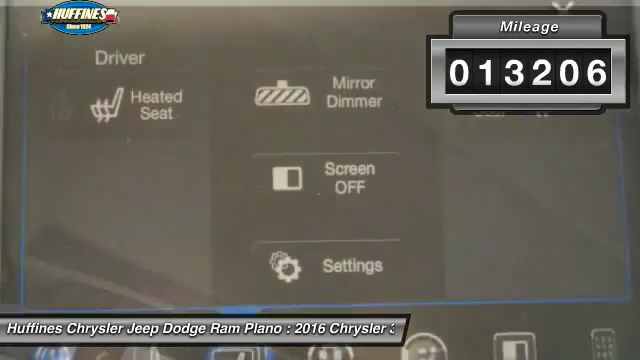 HUFFINES
Since 1924
Mileage
013206
Driver
Heated
Seat
Mirror
Dimmer
Screen
OFF
Settings
Huffines Chrysler Jeep Dodge Ram Plano : 2016 Chrysler